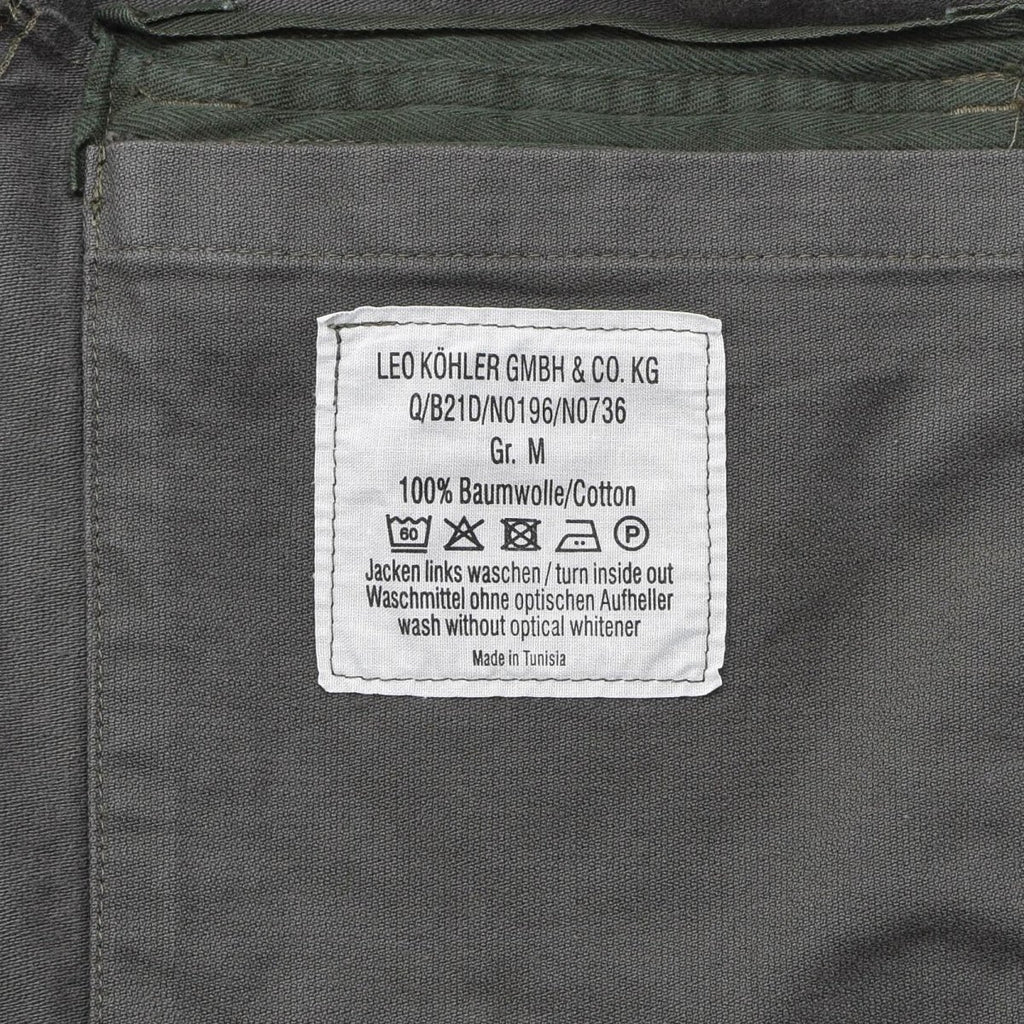 LEO KÖHLER GMBH & CO. KG
Q/B21D/N0196/N0736
Gr. M
100% Baumwolle/Cotton
60 P
Jacken links waschen / turn inside out
Waschmittel ohne optischen Aufheller
wash without optical whitener
Made in Tunisia